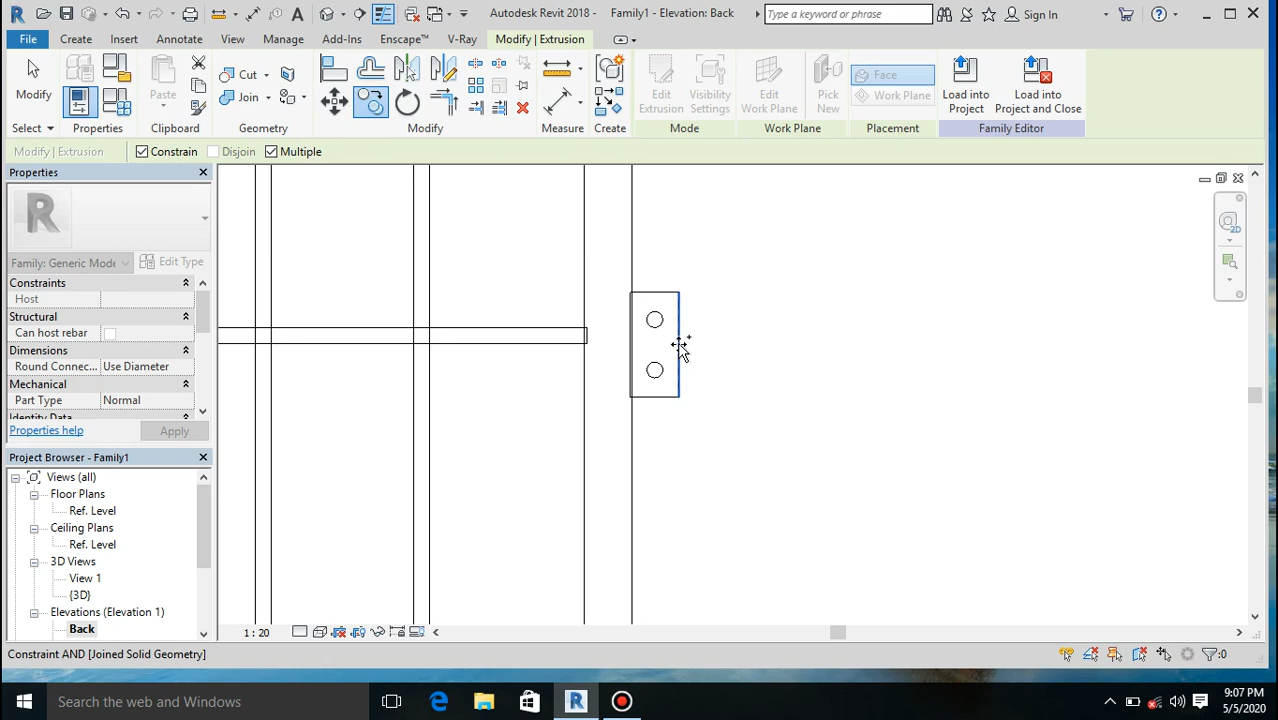 Autodesk Revit 2018 - Family1 - Elevation: Back
Type a keyword or phrase
Sign In
File Create Insert Annotate View Manage Add-Ins Enscape™ V-Ray Modify | Extrusion
Modify
Paste
Cut
Join
Edit Extrusion
Visibility Settings
Edit Work Plane
Pick New
Face
Work Plane
Load into Project
Load into Project and Close
Select Properties Clipboard Geometry Modify Measure Create Mode Work Plane Placement Family Editor
Modify | Extrusion Constrain Disjoin Multiple
Properties
Family: Generic Mode
Edit Type
Constraints
Host
Structural
Can host rebar
Dimensions
Round Connec... Use Diameter
Mechanical
Part Type Normal
Identity Data
Properties help Apply
Project Browser - Family1
Views (all)
Floor Plans
Ref. Level
Ceiling Plans
Ref. Level
3D Views
View 1
{3D}
Elevations (Elevation 1)
Back
2D
1 : 20
Constraint AND [Joined Solid Geometry]
:0
Search the web and Windows
9:07 PM
5/5/2020